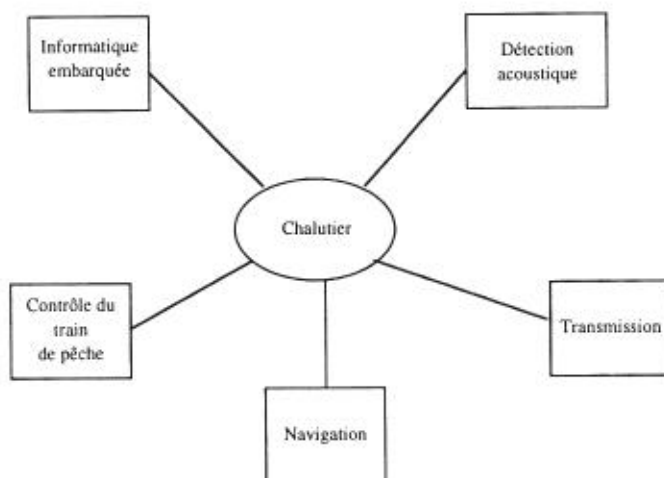 Informatique
embarquée
Détection
acoustique
Chalutier
Contrôle du
train
de pêche
Transmission
Navigation